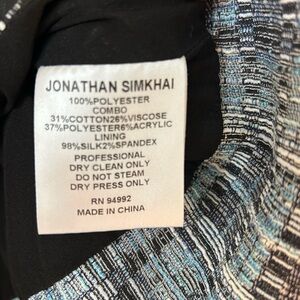 JONATHAN SIMKHAI
100%POLYESTER
COMBO
31%COTTON26%VISCOSE
37%POLYESTER6%ACRYLIC
LINING
98%SILK2%SPANDEX
PROFESSIONAL
DRY CLEAN ONLY
DO NOT STEAM
DRY PRESS ONLY
RN 94992
MADE IN CHINA